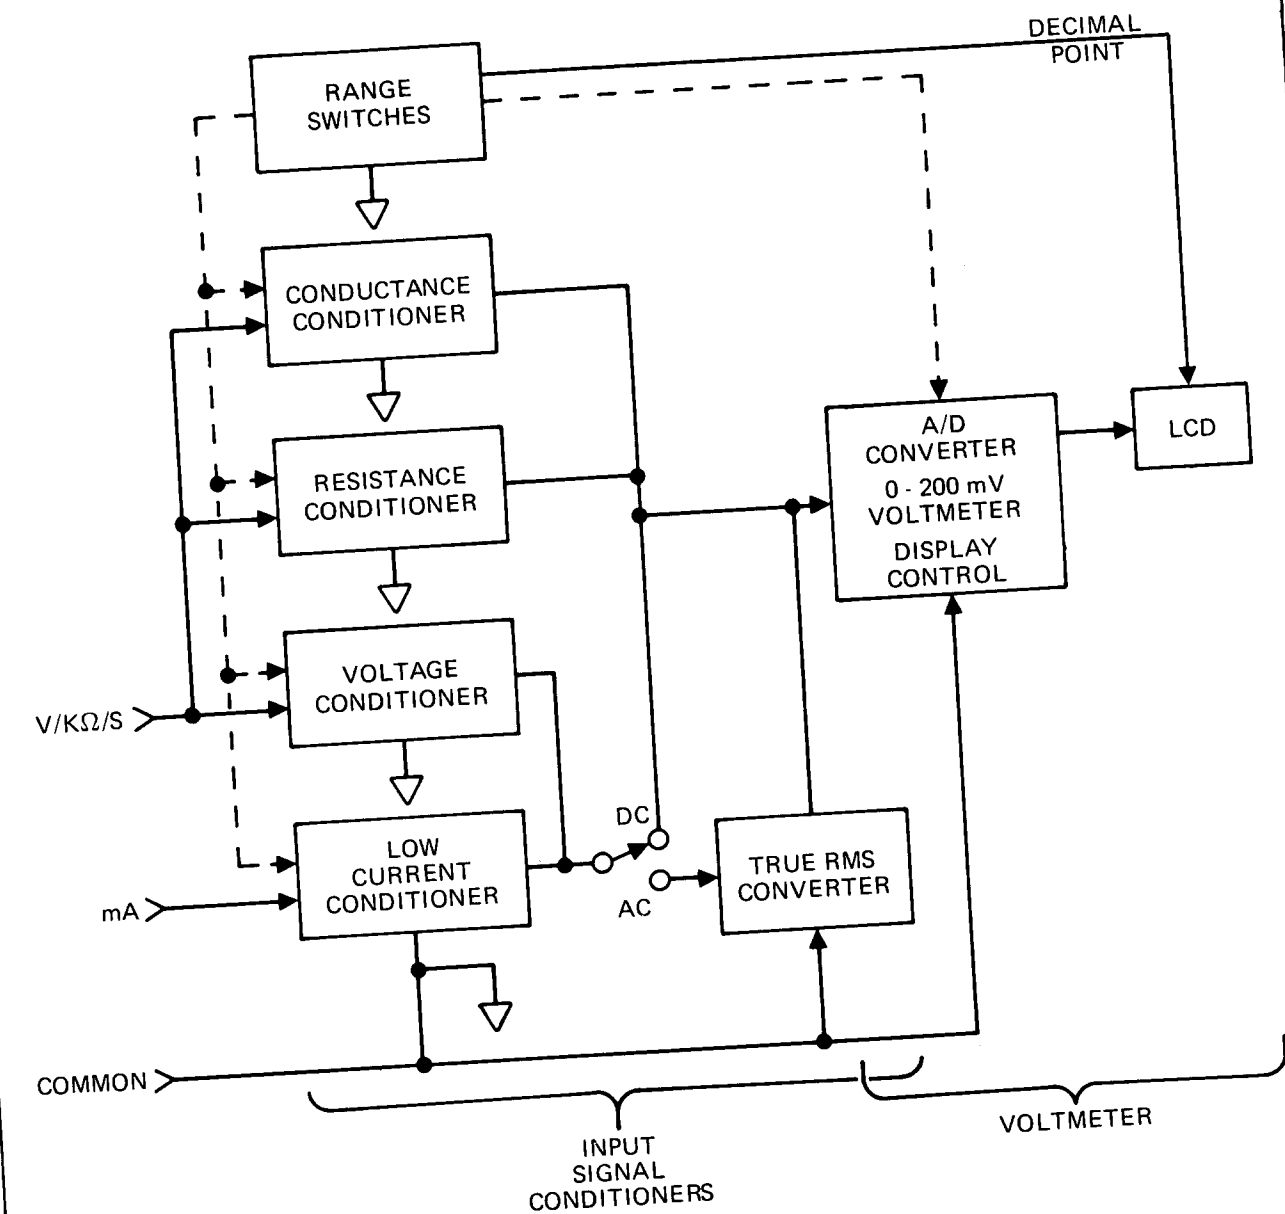 DECIMAL
POINT
RANGE
SWITCHES
CONDUCTANCE
CONDITIONER
RESISTANCE
CONDITIONER
A/D
CONVERTER
0 - 200 mV
VOLTMETER
DISPLAY
CONTROL
LCD
VOLTAGE
CONDITIONER
V/KΩ/S
LOW
CURRENT
CONDITIONER
mA
DC
AC
TRUE RMS
CONVERTER
COMMON
INPUT
SIGNAL
CONDITIONERS
VOLTMETER